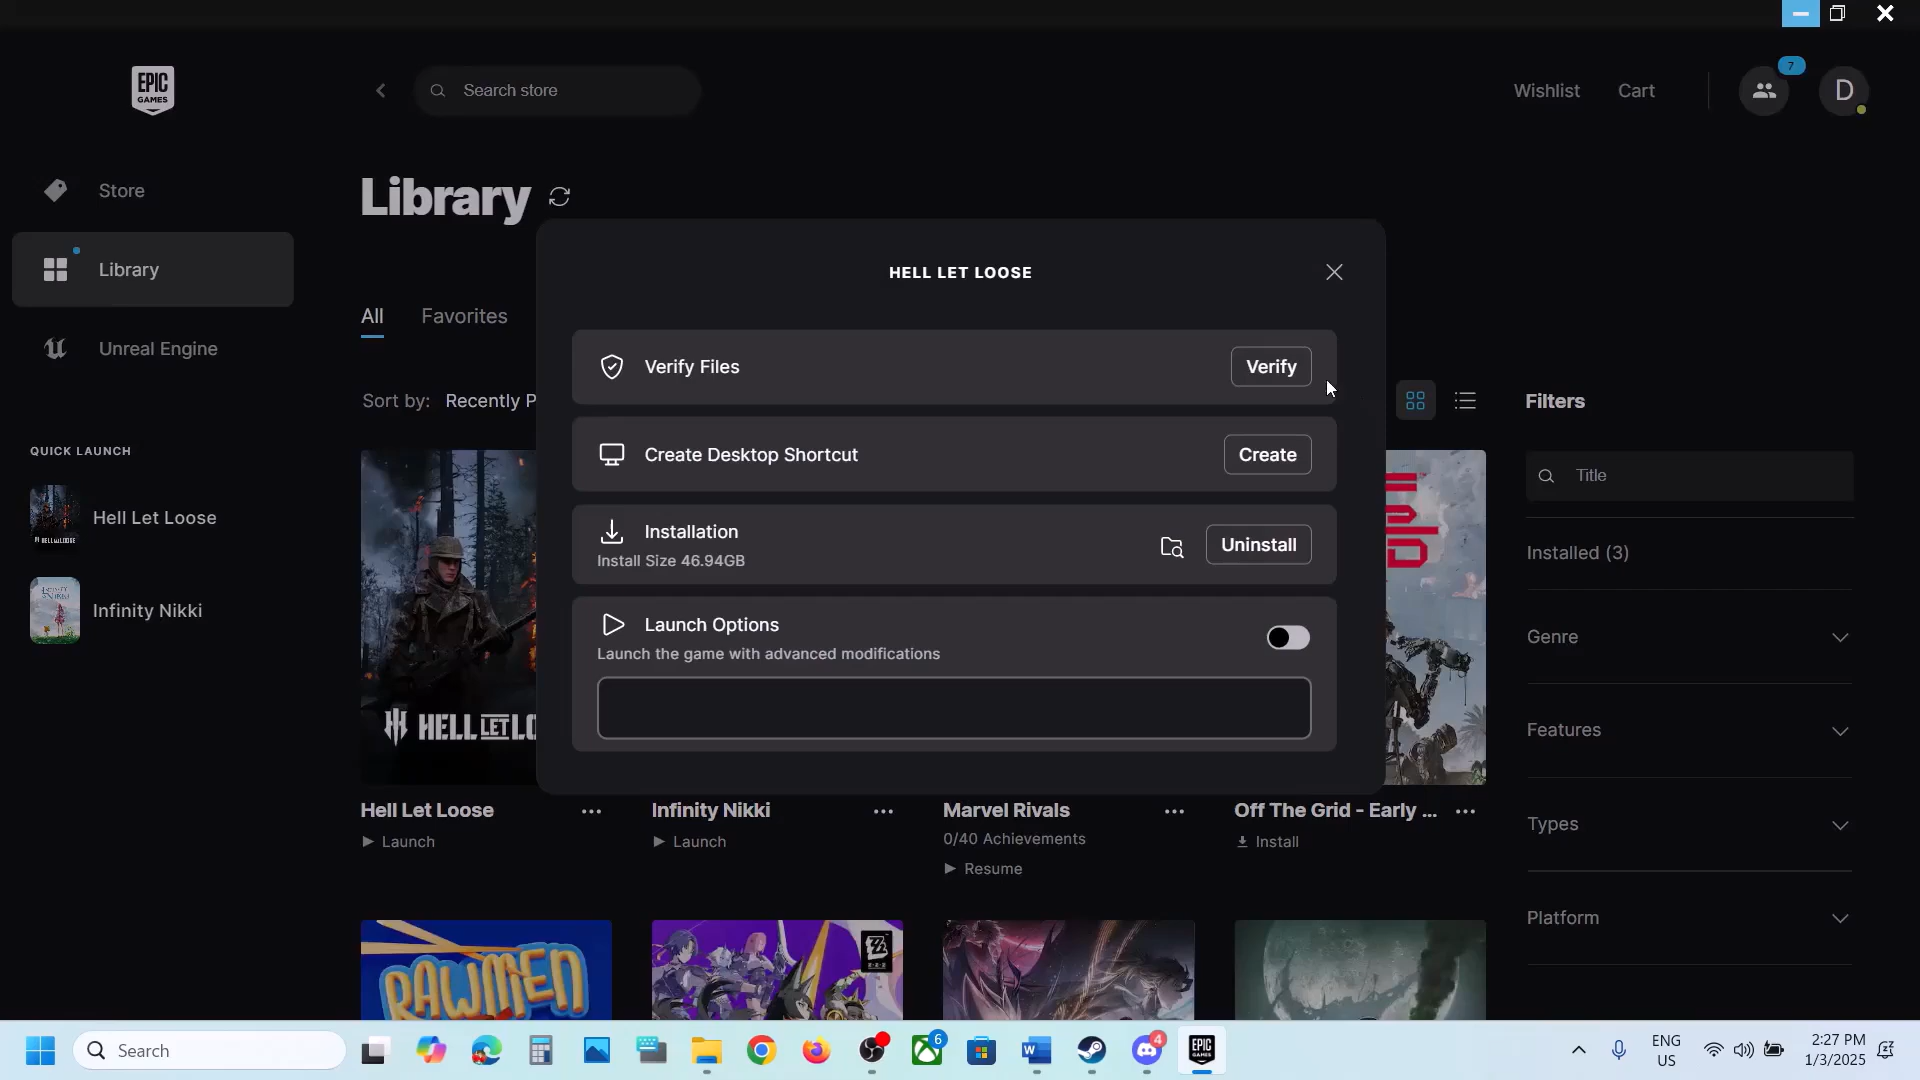 EPIC
GAMES
Search store
Wishlist
Cart
7
D
Store
Library
Unreal Engine
QUICK LAUNCH
Hell Let Loose
Infinity Nikki
Library
All
Favorites
Sort by: Recently P
HELL LET LOOSE
Verify Files
Verify
Create Desktop Shortcut
Create
Installation
Install Size 46.94GB
Uninstall
Launch Options
Launch the game with advanced modifications
Filters
Title
Installed (3)
Genre
Features
Types
Platform
HELL LET LO
Hell Let Loose
Launch
Infinity Nikki
Launch
Marvel Rivals
0/40 Achievements
Resume
Off The Grid - Early ...
Install
RAWMEN
Search
6
4
EPIC
GAMES
ENG
US
2:27 PM
1/3/2025